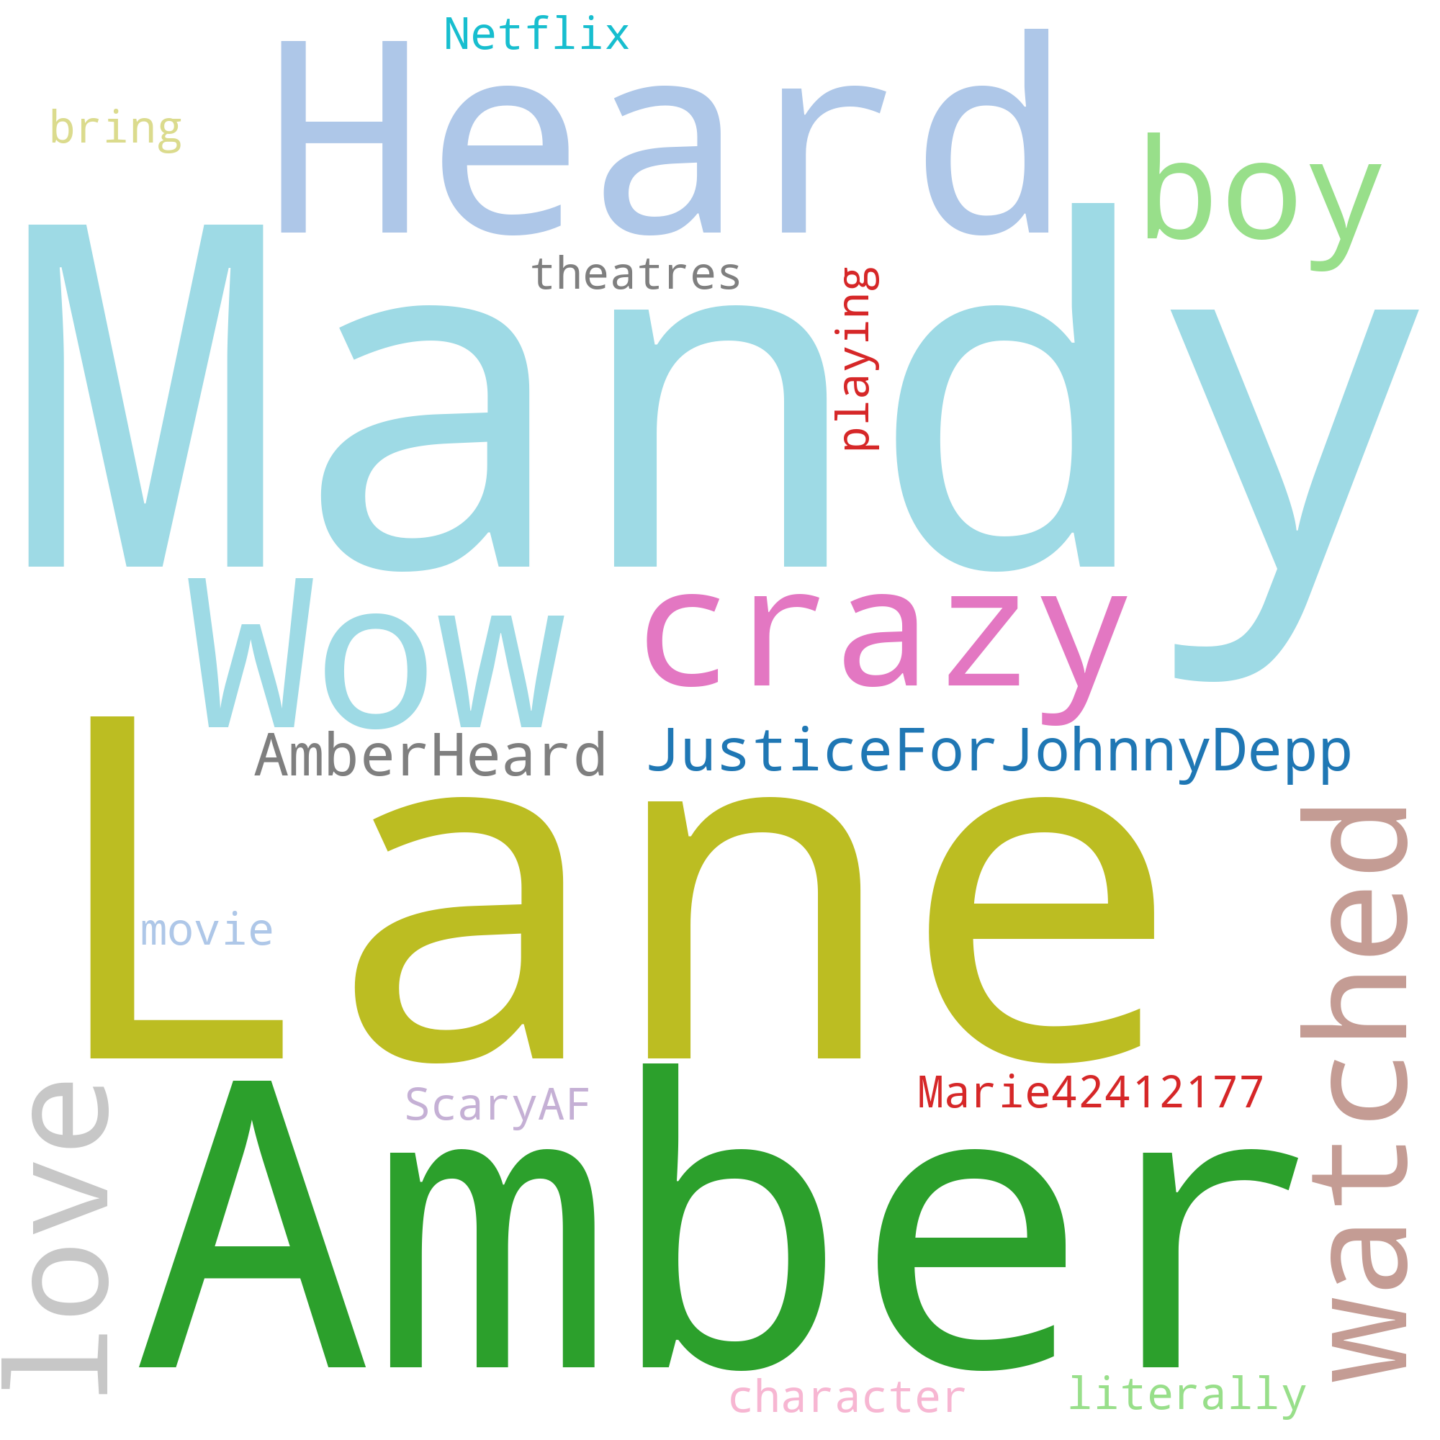 Netflix
Heard
bring
boy
theatres
playing
Mandy
Wow
crazy
AmberHeard
JusticeForJohnnyDepp
Lane
movie
watched
love
ScaryAF
Marie42412177
Amber
character
literally